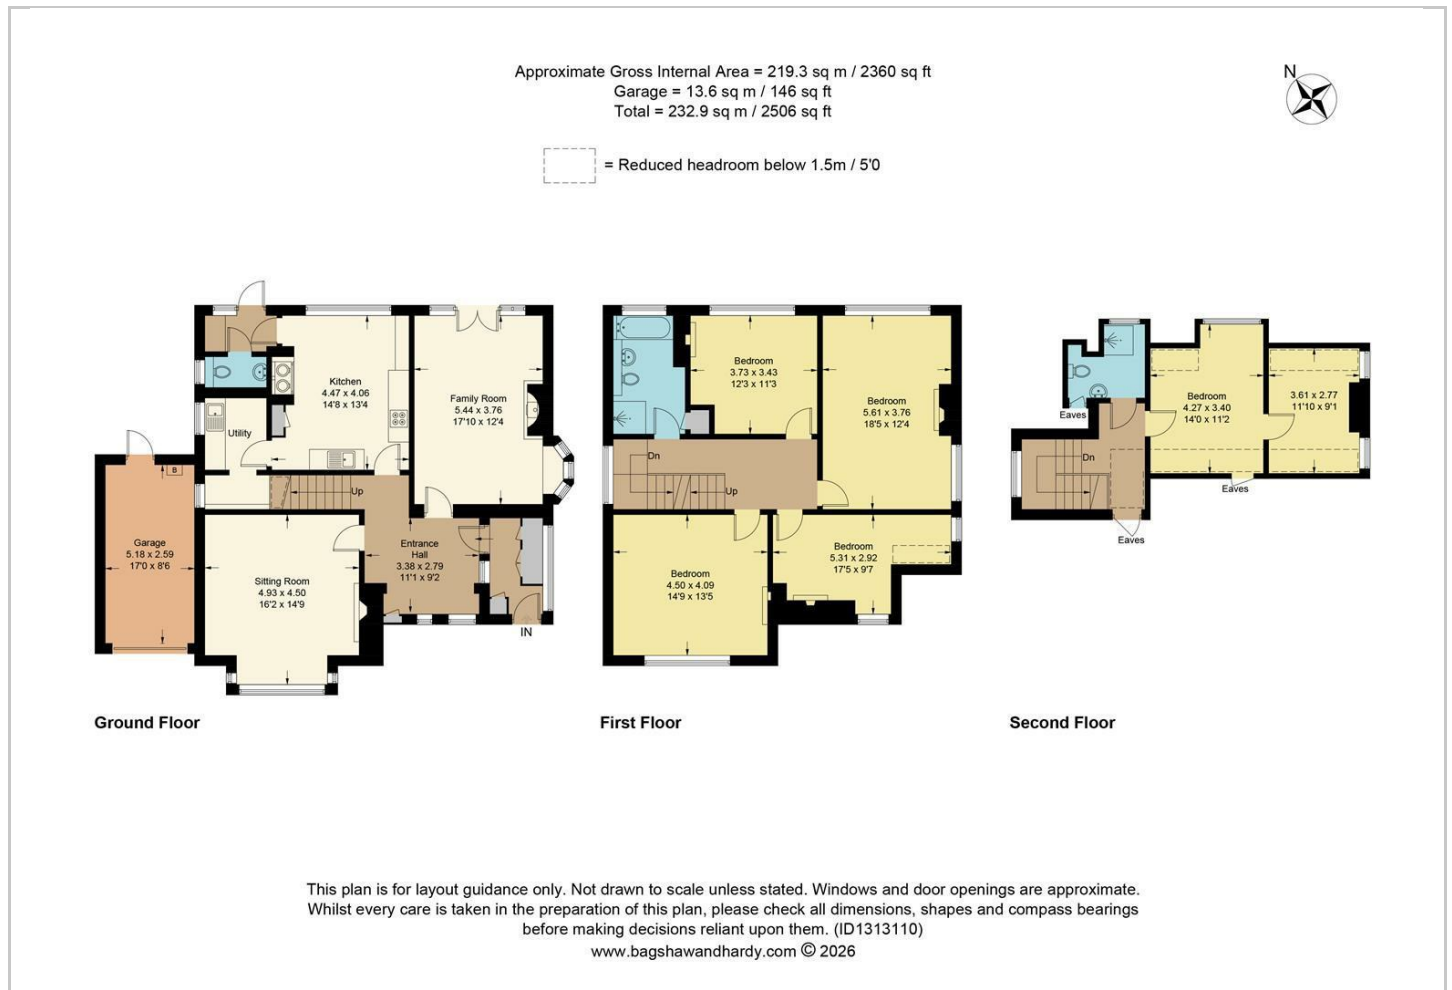 Approximate Gross Internal Area = 219.3 sq m / 2360 sq ft
Garage = 13.6 sq m / 146 sq ft
Total = 232.9 sq m / 2506 sq ft
N
= Reduced headroom below 1.5m / 5'0
Kitchen
4.47 x 4.06
14'8 x 13'4
Family Room
5.44 x 3.76
17'10 x 12'4
Utility
B
Up
Garage
5.18 x 2.59
17'0 x 8'6
Sitting Room
4.93 x 4.50
16'2 x 14'9
Entrance
Hall
3.38 x 2.79
11'1 x 9'2
IN
Ground Floor
Bedroom
3.73 x 3.43
12'3 x 11'3
Bedroom
5.61 x 3.76
18'5 x 12'4
Dn
Up
Bedroom
4.50 x 4.09
14'9 x 13'5
Bedroom
5.31 x 2.92
17'5 x 9'7
First Floor
Eaves
Bedroom
4.27 x 3.40
14'0 x 11'2
3.61 x 2.77
11'10 x 9'1
Dn
Eaves
Eaves
Second Floor
This plan is for layout guidance only. Not drawn to scale unless stated. Windows and door openings are approximate.
Whilst every care is taken in the preparation of this plan, please check all dimensions, shapes and compass bearings
before making decisions reliant upon them. (ID1313110)
www.bagshawandhardy.com © 2026